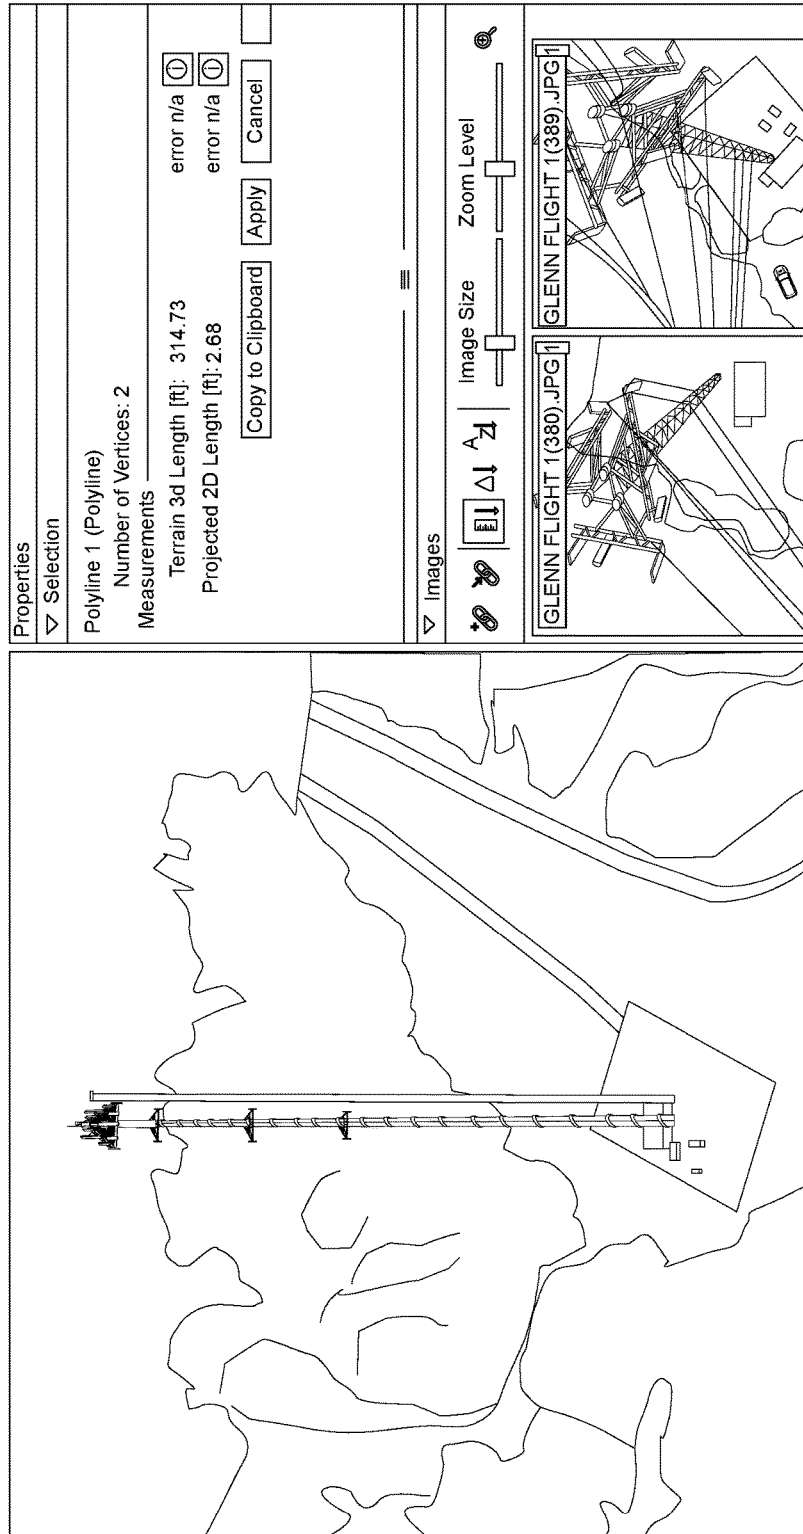 Properties
▽ Selection
Polyline 1 (Polyline)
Number of Vertices: 2
Measurements
Terrain 3d Length [ft]: 314.73 error n/a ⓘ
Projected 2D Length [ft]: 2.68 error n/a ⓘ
Copy to Clipboard Apply Cancel
▽ Images
Image Size Zoom Level
GLENN FLIGHT 1(380).JPG 1
GLENN FLIGHT 1(389).JPG 1